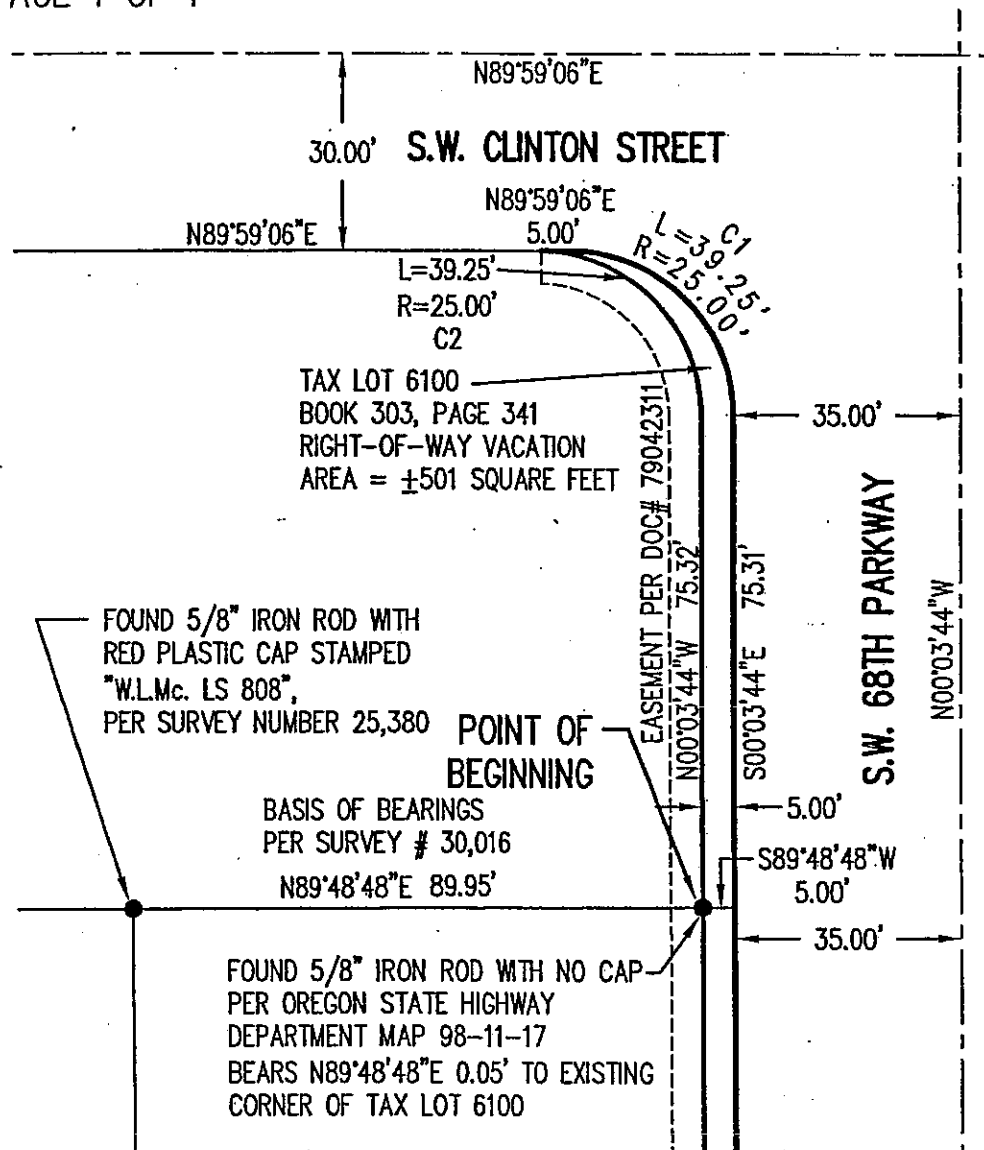 N89°59'06"E
30.00' S.W. CLINTON STREET
N89°59'06"E
N89°59'06"E
5.00'
C1
L=39.25'
R=25.00'
L=39.25'
R=25.00'
C2
TAX LOT 6100
BOOK 303, PAGE 341
RIGHT-OF-WAY VACATION
AREA = ±501 SQUARE FEET
35.00'
EASEMENT PER DOC# 79042311
N00°03'44"W 75.32'
S00°03'44"E 75.31'
S.W. 68TH PARKWAY
N00°03'44"W
FOUND 5/8" IRON ROD WITH
RED PLASTIC CAP STAMPED
"W.L.Mc. LS 808",
PER SURVEY NUMBER 25,380
POINT OF
BEGINNING
BASIS OF BEARINGS
PER SURVEY # 30,016
N89°48'48"E 89.95'
5.00'
S89°48'48"W
5.00'
35.00'
FOUND 5/8" IRON ROD WITH NO CAP
PER OREGON STATE HIGHWAY
DEPARTMENT MAP 98-11-17
BEARS N89°48'48"E 0.05' TO EXISTING
CORNER OF TAX LOT 6100